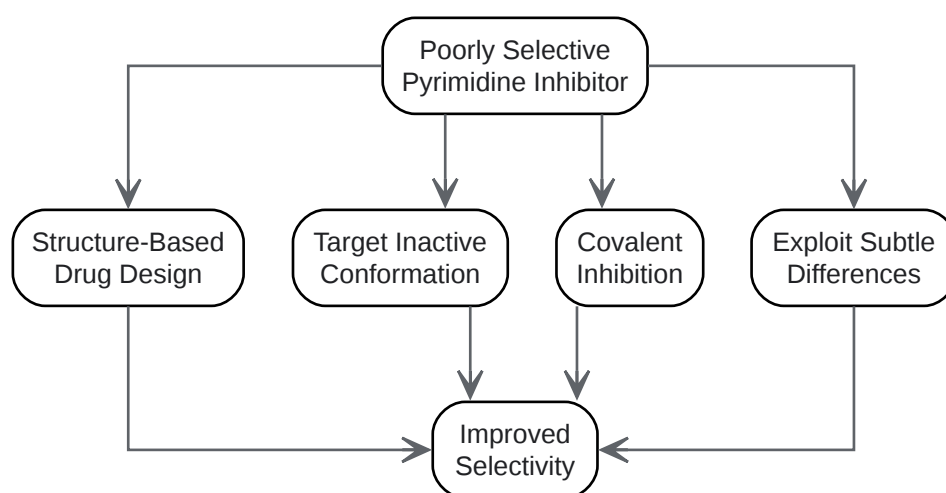 Poorly Selective
Pyrimidine Inhibitor
Structure-Based
Drug Design
Target Inactive
Conformation
Covalent
Inhibition
Exploit Subtle
Differences
Improved
Selectivity